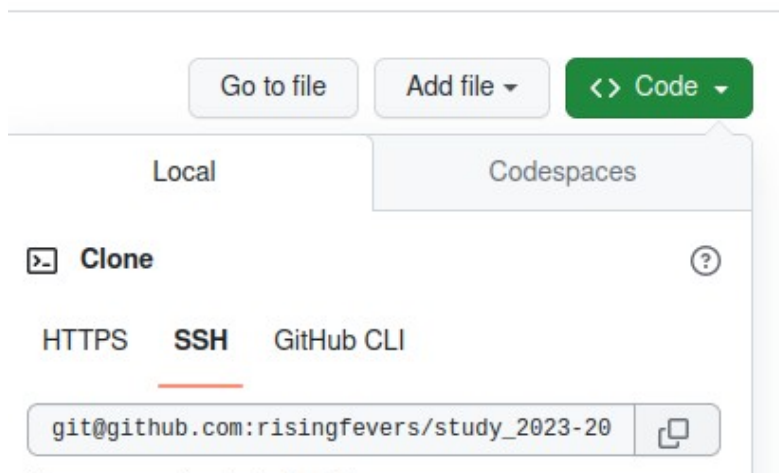 Go to file Add file <> Code
Local Codespaces
Clone
HTTPS SSH GitHub CLI
git@github.com:risingfevers/study_2023-20